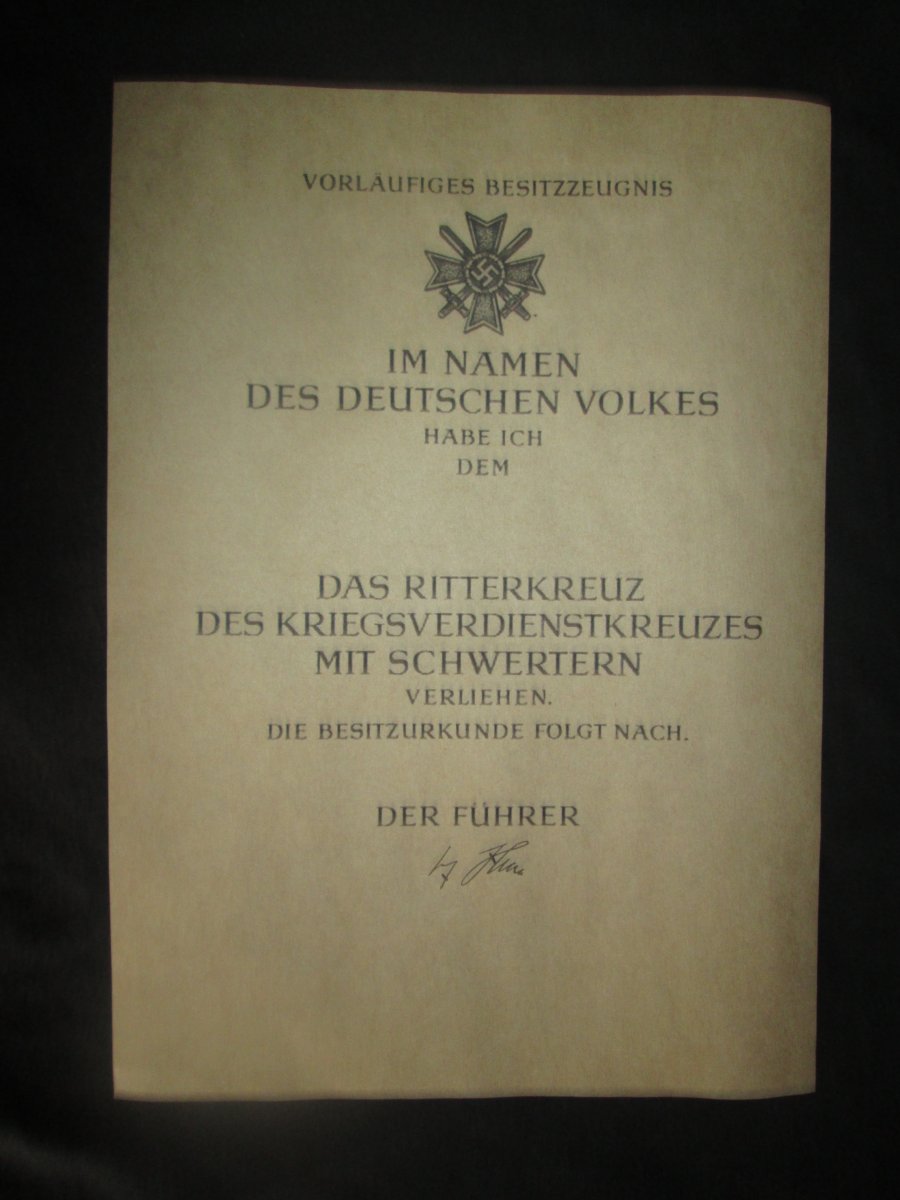 VORLÄUFIGES BESITZZEUGNIS
IM NAMEN
DES DEUTSCHEN VOLKES
HABE ICH
DEM
DAS RITTERKREUZ
DES KRIEGSVERDIENSTKREUZES
MIT SCHWERTERN
VERLIEHEN.
DIE BESITZURKUNDE FOLGT NACH.
DER FÜHRER